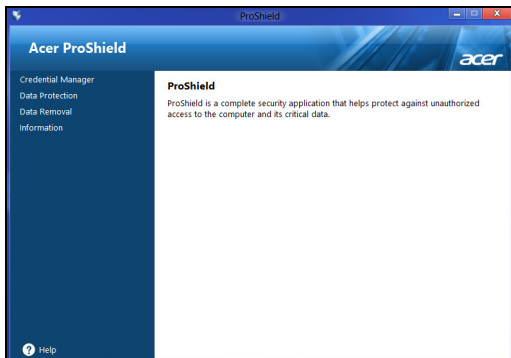 ProShield
Acer ProShield
acer
Credential Manager
Data Protection
Data Removal
Information
ProShield
ProShield is a complete security application that helps protect against unauthorized
access to the computer and its critical data.
? Help